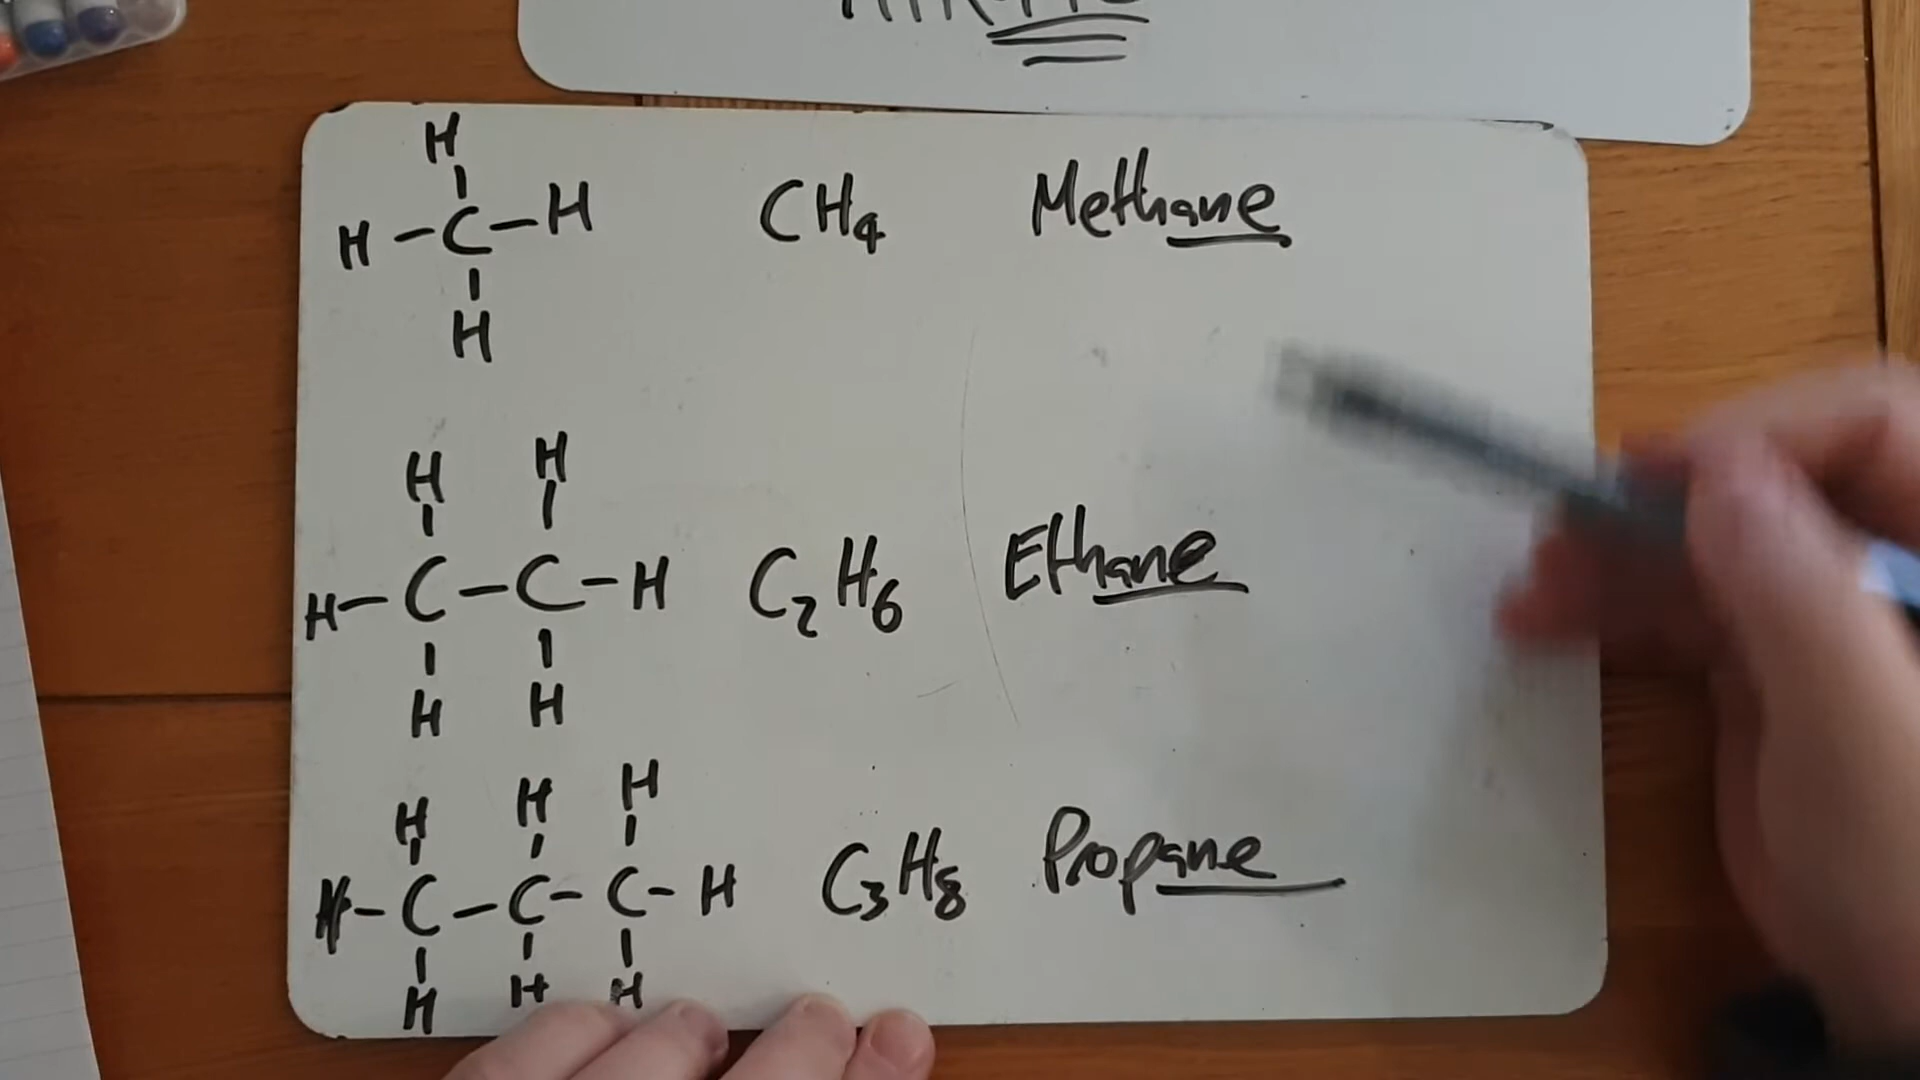 H
H - C - H CH4 Methane
H
H H
H - C - C - H C2H6 Ethane
H H
H H H
H - C - C - C - H C3H8 Propane
H H H